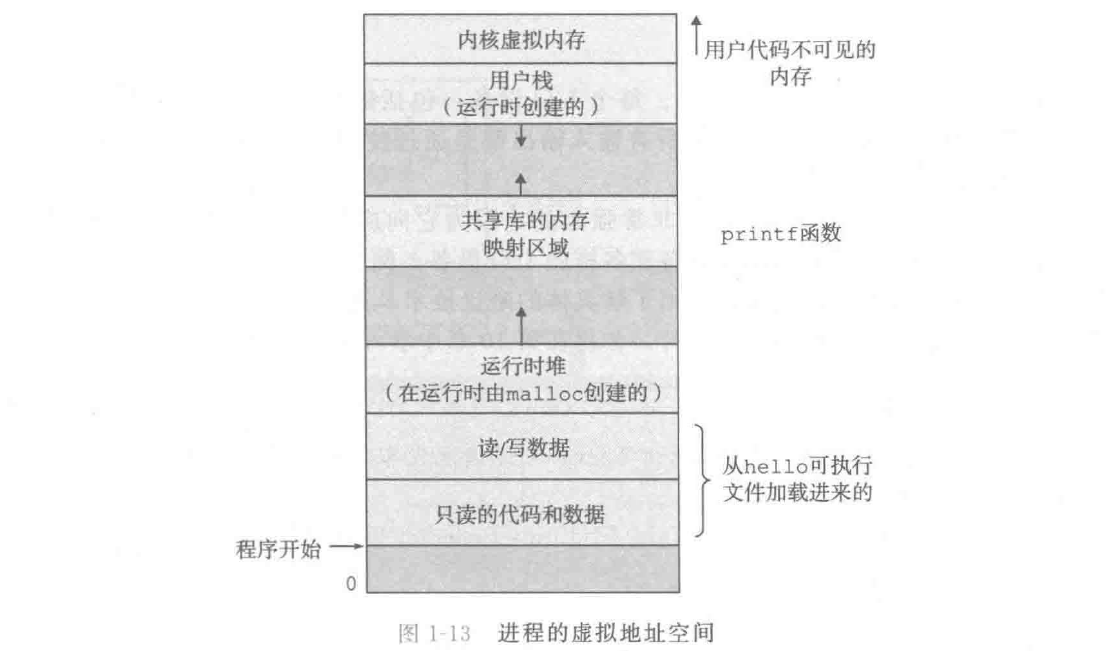 内核虚拟内存
用户代码不可见的
内存
用户栈
（运行时创建的）
共享库的内存
映射区域
printf函数
运行时堆
（在运行时由malloc创建的）
读/写数据
从hello可执行
文件加载进来的
只读的代码和数据
程序开始
0
图 1-13 进程的虚拟地址空间